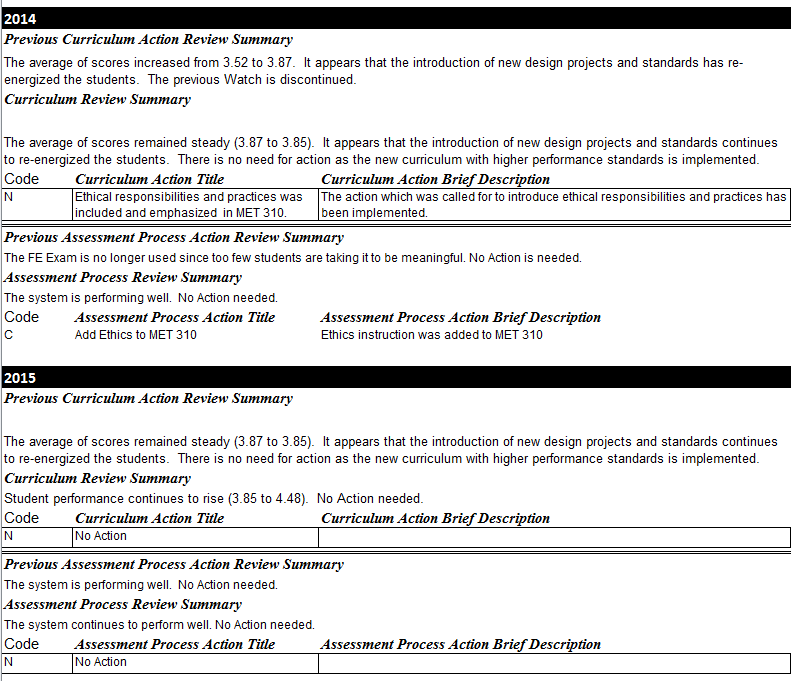 2014
Previous Curriculum Action Review Summary
The average of scores increased from 3.52 to 3.87.  It appears that the introduction of new design projects and standards has re-
energized the students.  The previous Watch is discontinued.
Curriculum Review Summary
The average of scores remained steady (3.87 to 3.85).  It appears that the introduction of new design projects and standards continues
to re-energized the students.  There is no need for action as the new curriculum with higher performance standards is implemented.
Code Curriculum Action Title Curriculum Action Brief Description
N Ethical responsibilities and practices was The action which was called for to introduce ethical responsibilities and practices has
included and emphasized  in MET 310. been implemented.
Previous Assessment Process Action Review Summary
The FE Exam is no longer used since too few students are taking it to be meaningful. No Action is needed.
Assessment Process Review Summary
The system is performing well.  No Action needed.
Code Assessment Process Action Title Assessment Process Action Brief Description
C Add Ethics to MET 310 Ethics instruction was added to MET 310
2015
Previous Curriculum Action Review Summary
The average of scores remained steady (3.87 to 3.85).  It appears that the introduction of new design projects and standards continues
to re-energized the students.  There is no need for action as the new curriculum with higher performance standards is implemented.
Curriculum Review Summary
Student performance continues to rise (3.85 to 4.48).  No Action needed.
Code Curriculum Action Title Curriculum Action Brief Description
N No Action
Previous Assessment Process Action Review Summary
The system is performing well.  No Action needed.
Assessment Process Review Summary
The system continues to perform well. No Action needed.
Code Assessment Process Action Title Assessment Process Action Brief Description
N No Action